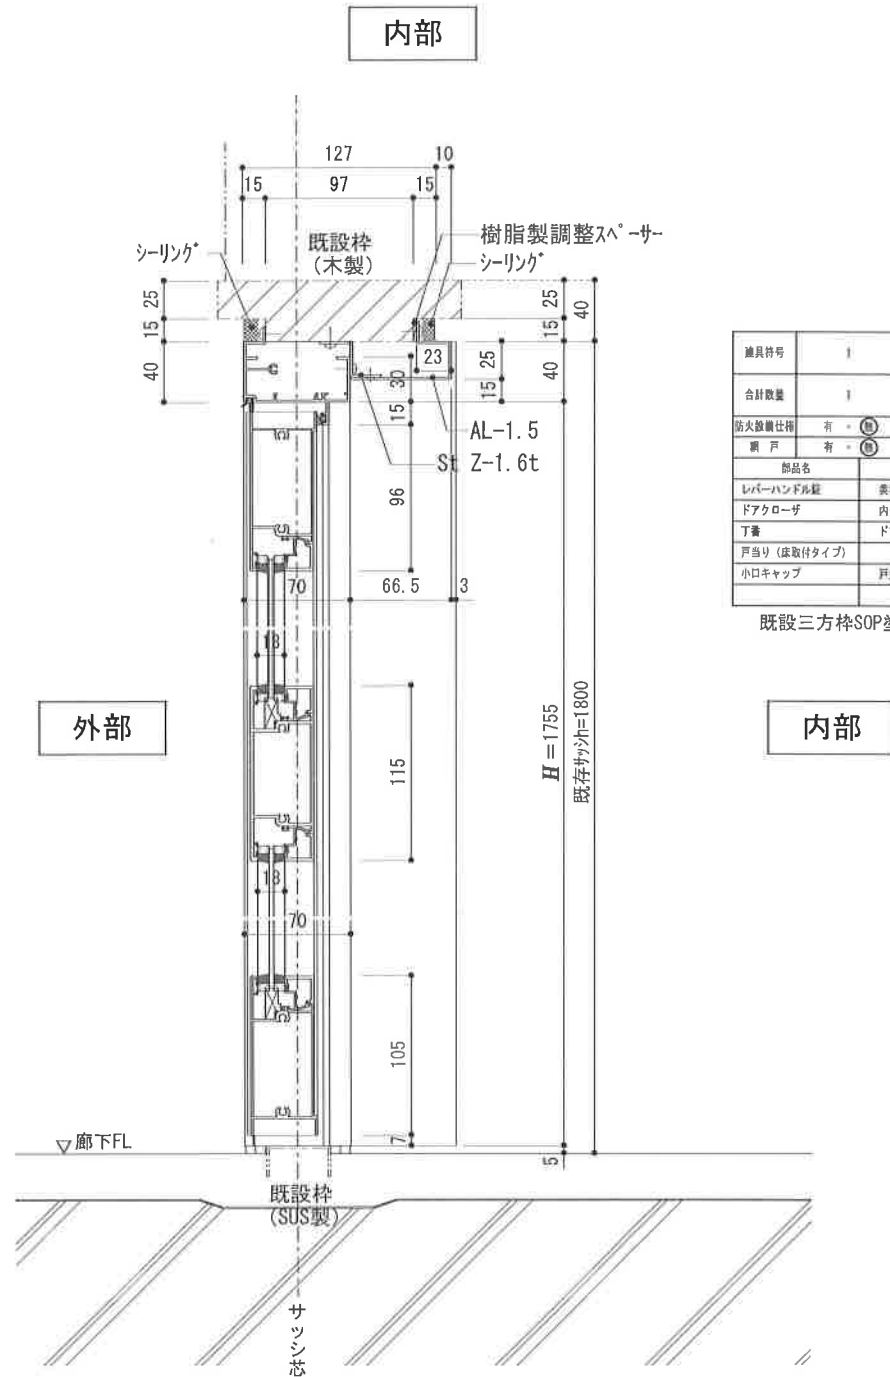 内部
127
10
15
97
15
既設枠
(木製)
シーリング
樹脂製調整スペーサー
シーリング
25
15
40
23
30
15
25
15
25
15
40
40
AL-1.5
St Z-1.6t
96
70
66.5
3
18
外部
内部
115
H=1755
既存サッシh=1800
18
70
105
7
5
廊下FL
既設枠
(SUS製)
サッシ芯
建具符号 1
合計数量 1
防火設備仕様 有・無
網戸 有・無
部品名
レバーハンドル錠
ドアクローザ 内
丁番 ド
戸当り (床取付タイプ)
小口キャップ 戸
既設三方枠SOP